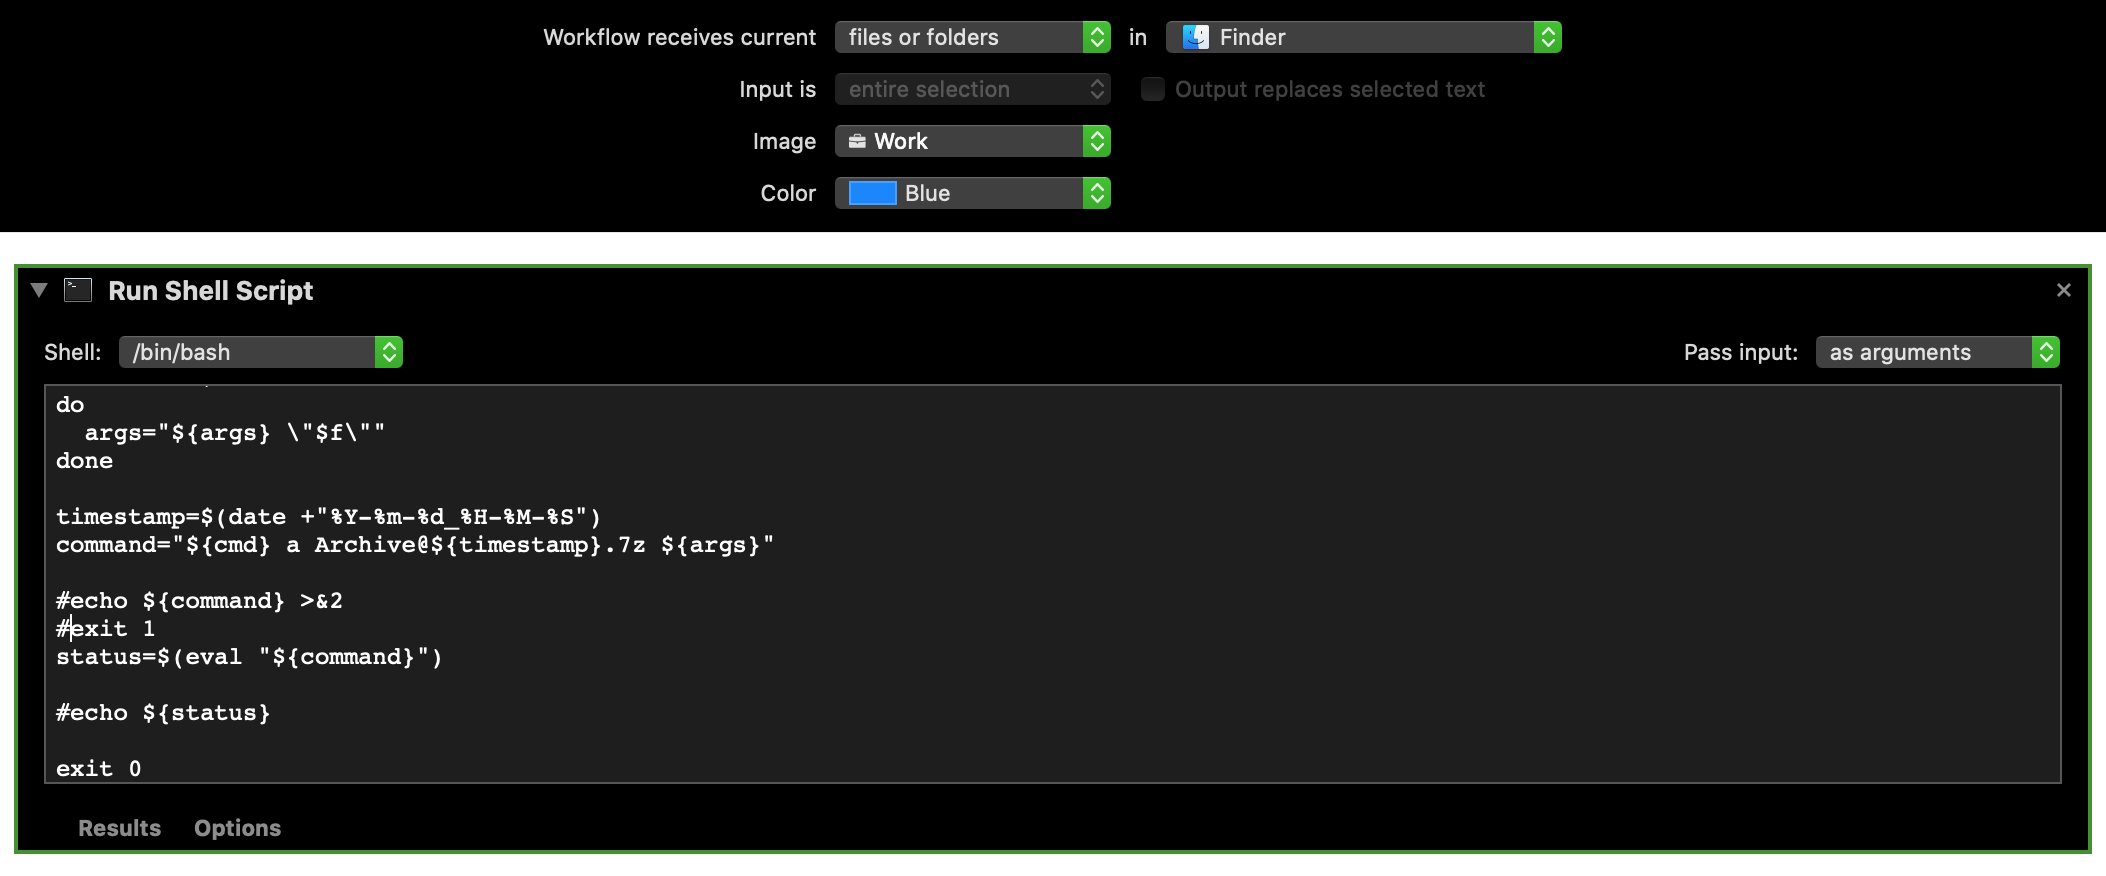 Workflow receives current files or folders in Finder
Input is entire selection Output replaces selected text
Image Work
Color Blue
Run Shell Script
Shell: /bin/bash Pass input: as arguments
do
  args="${args} \"$f\""
done
timestamp=$(date +"%Y-%m-%d_%H-%M-%S")
command="${cmd} a Archive@${timestamp}.7z ${args}"
#echo ${command} >&2
#exit 1
status=$(eval "${command}")
#echo ${status}
exit 0
Results Options